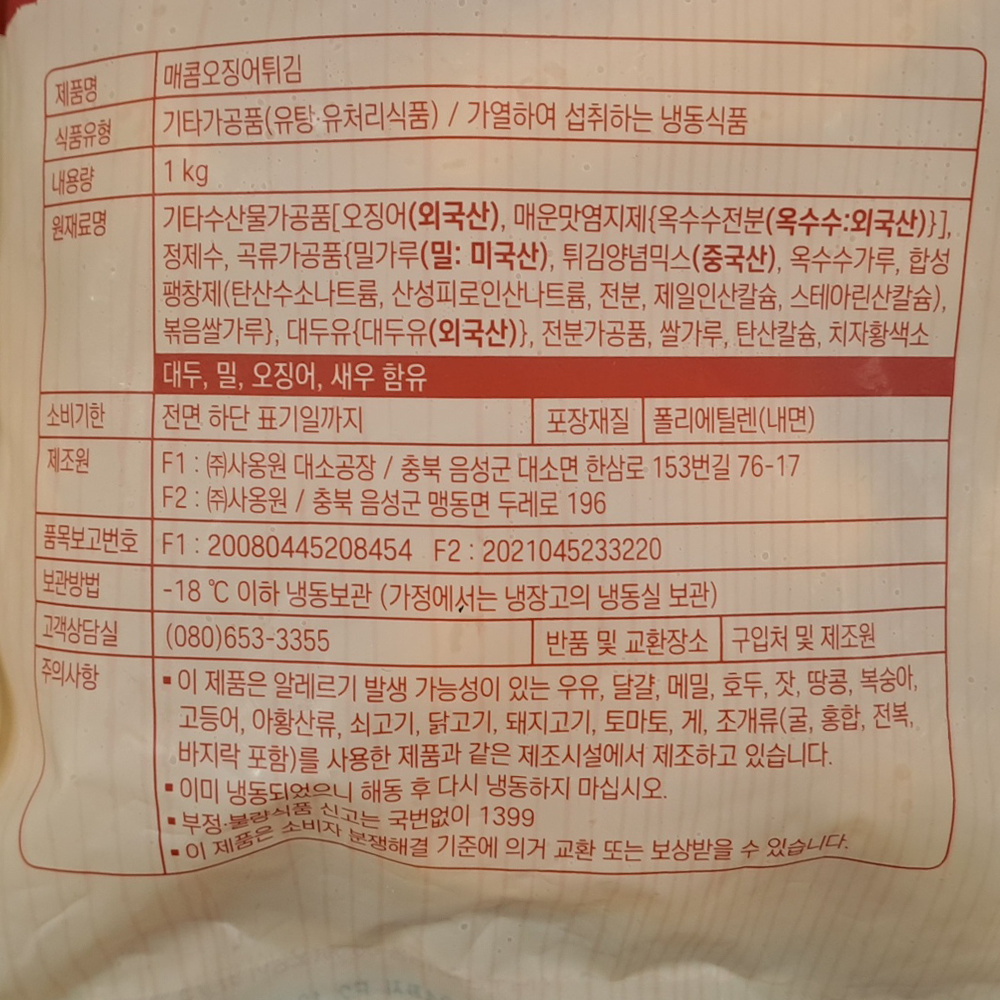 제품명 매콤오징어튀김
식품유형 기타가공품(유탕·유처리식품) / 가열하여 섭취하는 냉동식품
내용량 1 kg
원재료명 기타수산물가공품[오징어(외국산), 매운맛염지제{옥수수전분(옥수수:외국산)}],
정제수, 곡류가공품{밀가루(밀: 미국산), 튀김양념믹스(중국산), 옥수수가루, 합성
팽창제(탄산수소나트륨, 산성피로인산나트륨, 전분, 제일인산칼슘, 스테아린산칼슘),
볶음쌀가루}, 대두유{대두유(외국산)}, 전분가공품, 쌀가루, 탄산칼슘, 치자황색소
대두, 밀, 오징어, 새우 함유
소비기한 전면 하단 표기일까지 포장재질 폴리에틸렌(내면)
제조원 F1 : ㈜사옹원 대소공장 / 충북 음성군 대소면 한삼로 153번길 76-17
F2 : ㈜사옹원 / 충북 음성군 맹동면 두레로 196
품목보고번호 F1 : 20080445208454 F2 : 2021045233220
보관방법 -18 ℃ 이하 냉동보관 (가정에서는 냉장고의 냉동실 보관)
고객상담실 (080)653-3355 반품 및 교환장소 구입처 및 제조원
주의사항 ▪ 이 제품은 알레르기 발생 가능성이 있는 우유, 달걀, 메밀, 호두, 잣, 땅콩, 복숭아,
고등어, 아황산류, 쇠고기, 닭고기, 돼지고기, 토마토, 게, 조개류(굴, 홍합, 전복,
바지락 포함)를 사용한 제품과 같은 제조시설에서 제조하고 있습니다.
▪ 이미 냉동되었으니 해동 후 다시 냉동하지 마십시오.
▪ 부정·불량식품 신고는 국번없이 1399
▪ 이 제품은 소비자 분쟁해결 기준에 의거 교환 또는 보상받을 수 있습니다.